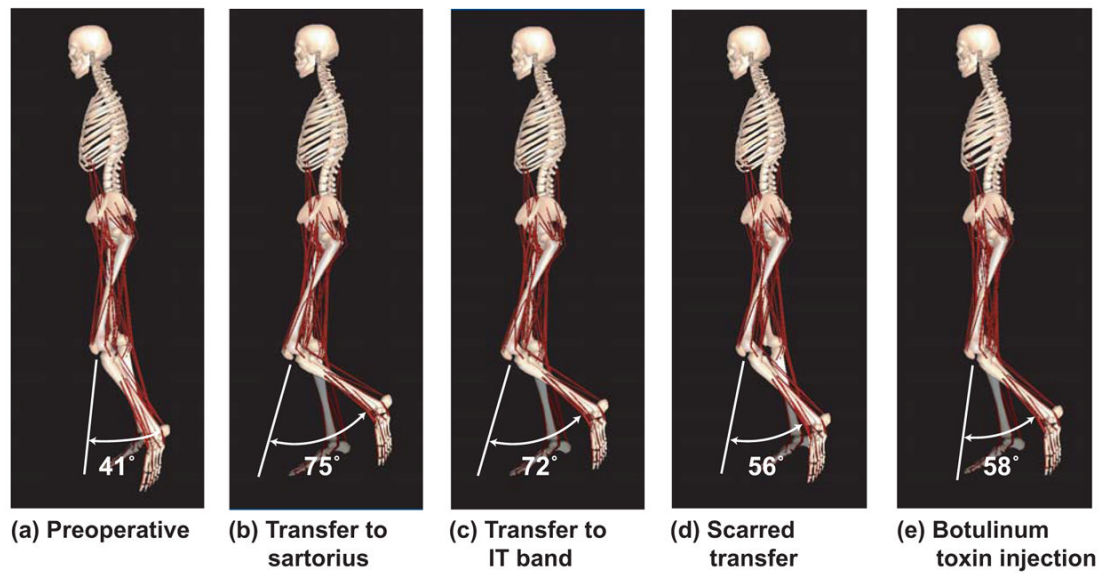 41°
75°
72°
56°
58°
(a) Preoperative
(b) Transfer to
sartorius
(c) Transfer to
IT band
(d) Scarred
transfer
(e) Botulinum
toxin injection